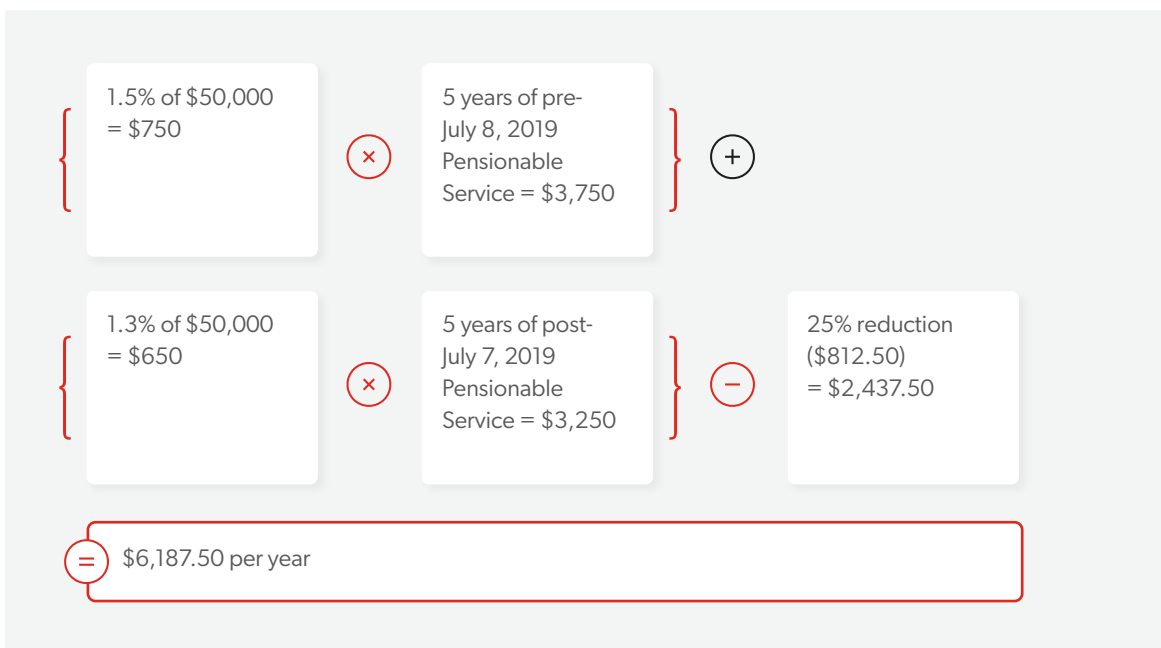 1.5% of $50,000
= $750
×
5 years of pre-
July 8, 2019
Pensionable
Service = $3,750
+
1.3% of $50,000
= $650
×
5 years of post-
July 7, 2019
Pensionable
Service = $3,250
−
25% reduction
($812.50)
= $2,437.50
=
$6,187.50 per year